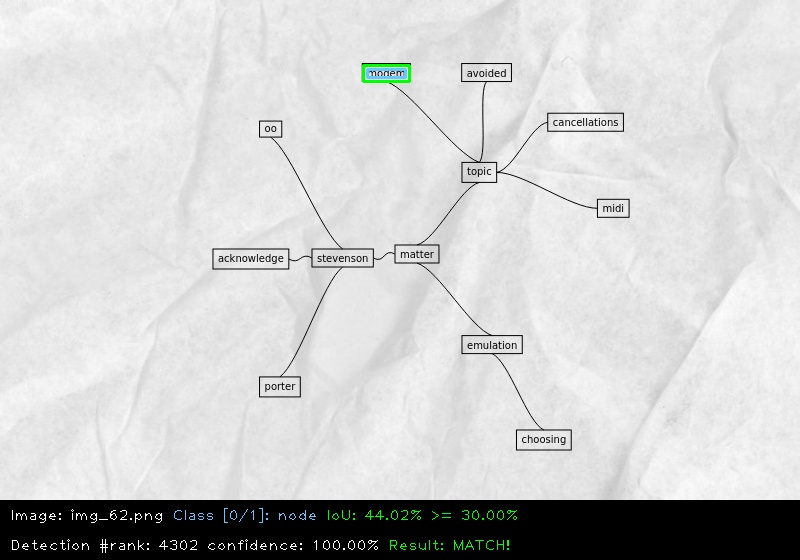 modem
avoided
cancellations
oo
topic
midi
acknowledge
stevenson
matter
emulation
porter
choosing
Image: img_62.png Class [0/1]: node IoU: 44.02% >= 30.00%
Detection #rank: 4302 confidence: 100.00% Result: MATCH!